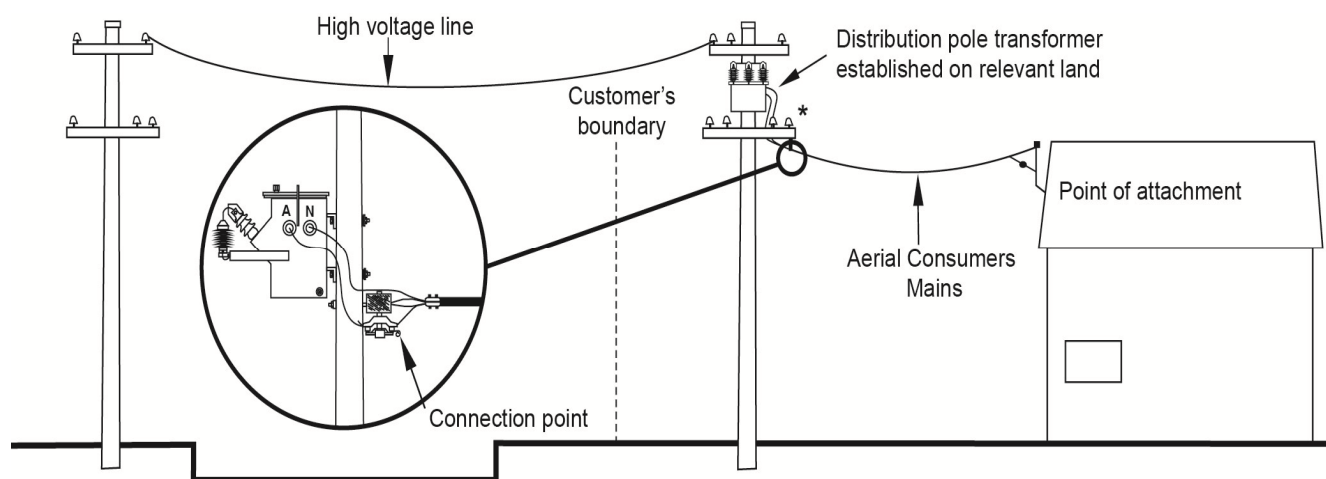 High voltage line
Distribution pole transformer
established on relevant land
Customer's
boundary
*
A N
Point of attachment
Aerial Consumers
Mains
Connection point